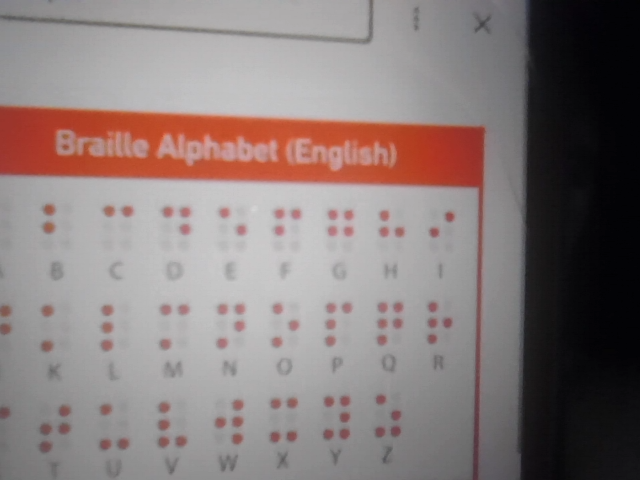 Braille Alphabet (English)
B C D E F G H I
K L M N O P Q R
T U V W X Y Z